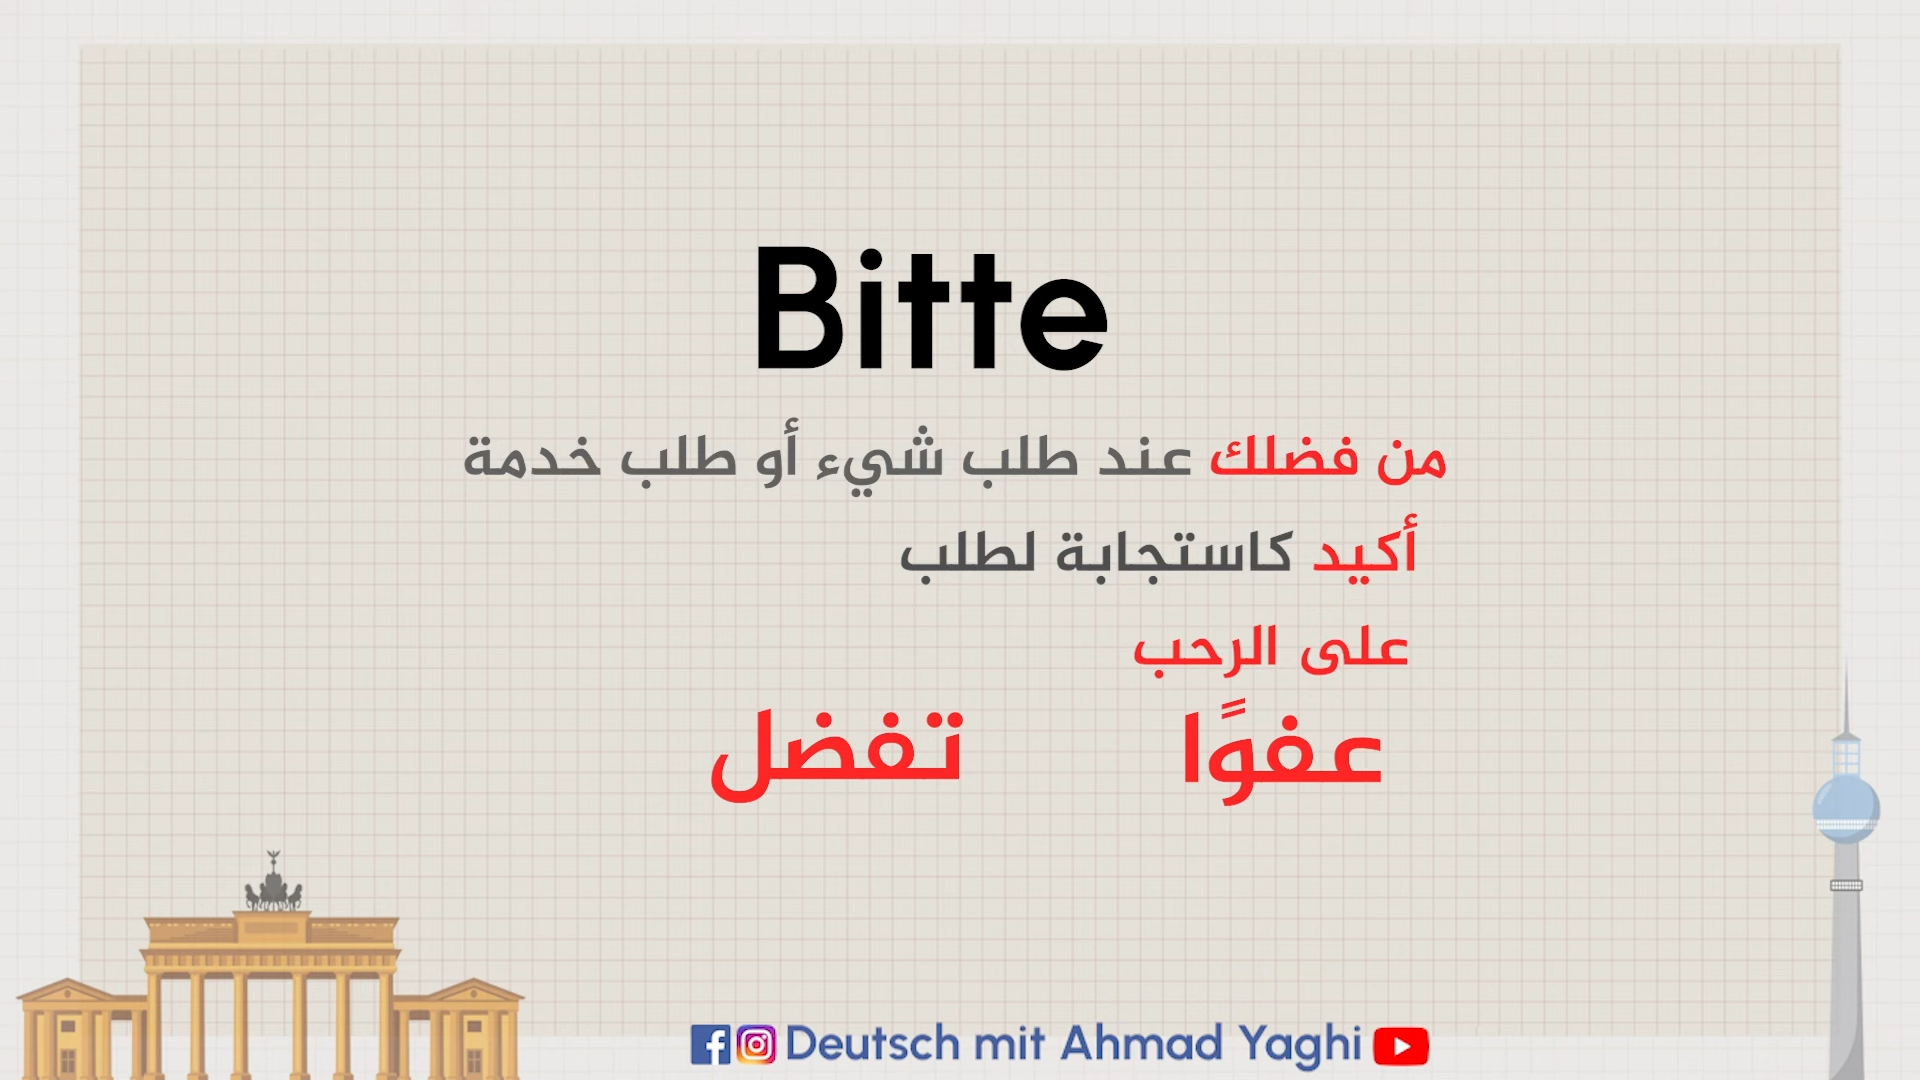 Bitte
من فضلك عند طلب شيء أو طلب خدمة
أكيد كاستجابة لطلب
على الرحب
عفوًا تفضل
Deutsch mit Ahmad Yaghi